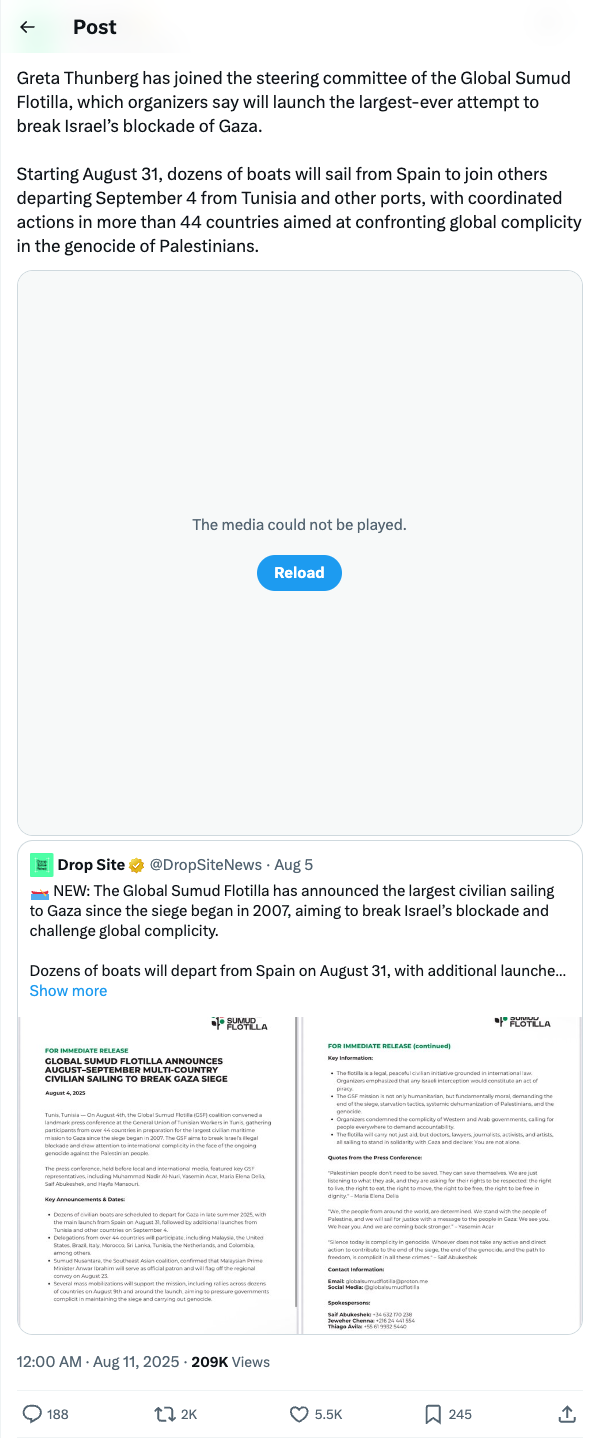 Post
Greta Thunberg has joined the steering committee of the Global Sumud
Flotilla, which organizers say will launch the largest-ever attempt to
break Israel’s blockade of Gaza.
Starting August 31, dozens of boats will sail from Spain to join others
departing September 4 from Tunisia and other ports, with coordinated
actions in more than 44 countries aimed at confronting global complicity
in the genocide of Palestinians.
The media could not be played.
Reload
Drop Site @DropSiteNews · Aug 5
NEW: The Global Sumud Flotilla has announced the largest civilian sailing
to Gaza since the siege began in 2007, aiming to break Israel’s blockade and
challenge global complicity.
Dozens of boats will depart from Spain on August 31, with additional launche...
Show more
SUMUD
FLOTILLA
FOR IMMEDIATE RELEASE
GLOBAL SUMUD FLOTILLA ANNOUNCES
AUGUST–SEPTEMBER MULTI-COUNTRY
CIVILIAN SAILING TO BREAK GAZA SIEGE
August 4, 2025
Tunis, Tunisia — On August 4th, the Global Sumud Flotilla (GSF) coalition convened a
landmark press conference at the General Union of Tunisian Workers in Tunis, gathering
participants from over 44 countries in preparation for the largest civilian maritime
mission to Gaza since the siege began in 2007. The GSF aims to break Israel's illegal
blockade and draw attention to international complicity in the face of the ongoing
genocide against the Palestinian people.
The press conference, held before local and international media, featured key GSF
representatives, including Muhammad Nadir Al-Nuri, Yasemin Acar, Maria Elena Delia,
Saif Abukeshek, and Hayfa Mansouri.
Key Announcements & Dates:
• Dozens of civilian boats are scheduled to depart for Gaza in late summer 2025, with
the main launch from Spain on August 31, followed by additional launches from
Tunisia and other countries on September 4.
• Delegations from over 44 countries will participate, including Malaysia, the United
States, Brazil, Italy, Morocco, Sri Lanka, Tunisia, the Netherlands, and Colombia,
among others.
• Sumud Nusantara, the Southeast Asian coalition, confirmed that Malaysian Prime
Minister Anwar Ibrahim will serve as official patron and will flag off the regional
convoy on August 23.
• Several mass mobilizations will support the mission, including rallies across dozens
of countries on August 9th and around the launch, aiming to pressure governments
complicit in maintaining the siege and carrying out genocide.
SUMUD
FLOTILLA
FOR IMMEDIATE RELEASE (continued)
Key Information:
• The flotilla is a legal, peaceful civilian initiative grounded in international law.
Organizers emphasized that any Israeli interception would constitute an act of
piracy.
• The GSF mission is not only humanitarian, but fundamentally moral, demanding the
end of the siege, starvation tactics, systemic dehumanization of Palestinians, and the
genocide.
• Organizers condemned the complicity of Western and Arab governments, calling for
people everywhere to demand accountability.
• The flotilla will carry not just aid, but doctors, lawyers, journalists, activists, and artists,
all sailing to stand in solidarity with Gaza and declare: You are not alone.
Quotes from the Press Conference:
"Palestinian people don't need to be saved. They can save themselves. We are just
listening to what they ask, and they are asking for their rights to be respected: the right
to live, the right to eat, the right to move, the right to be free, the right to be free in
dignity." - Maria Elena Delia
"We, the people from around the world, are determined. We stand with the people of
Palestine, and we will sail for justice with a message to the people in Gaza. We see you.
We hear you. And we are coming back stronger." - Yasemin Acar
"Silence today is complicity in genocide. Whoever does not take any active and direct
action to contribute to the end of the siege, the end of the genocide, and the path to
freedom, is complicit in all these crimes." - Saif Abukeshek
Contact Information:
Email: globalsumudflotilla@proton.me
Social Media: @globalsumudflotilla
Spokespersons:
Saif Abukeshek: +34 632 170 238
Jeweher Chenna: +216 24 441 554
Thiago Ávila: +55 61 9932 5440
12:00 AM · Aug 11, 2025 · 209K Views
188 2K 5.5K 245